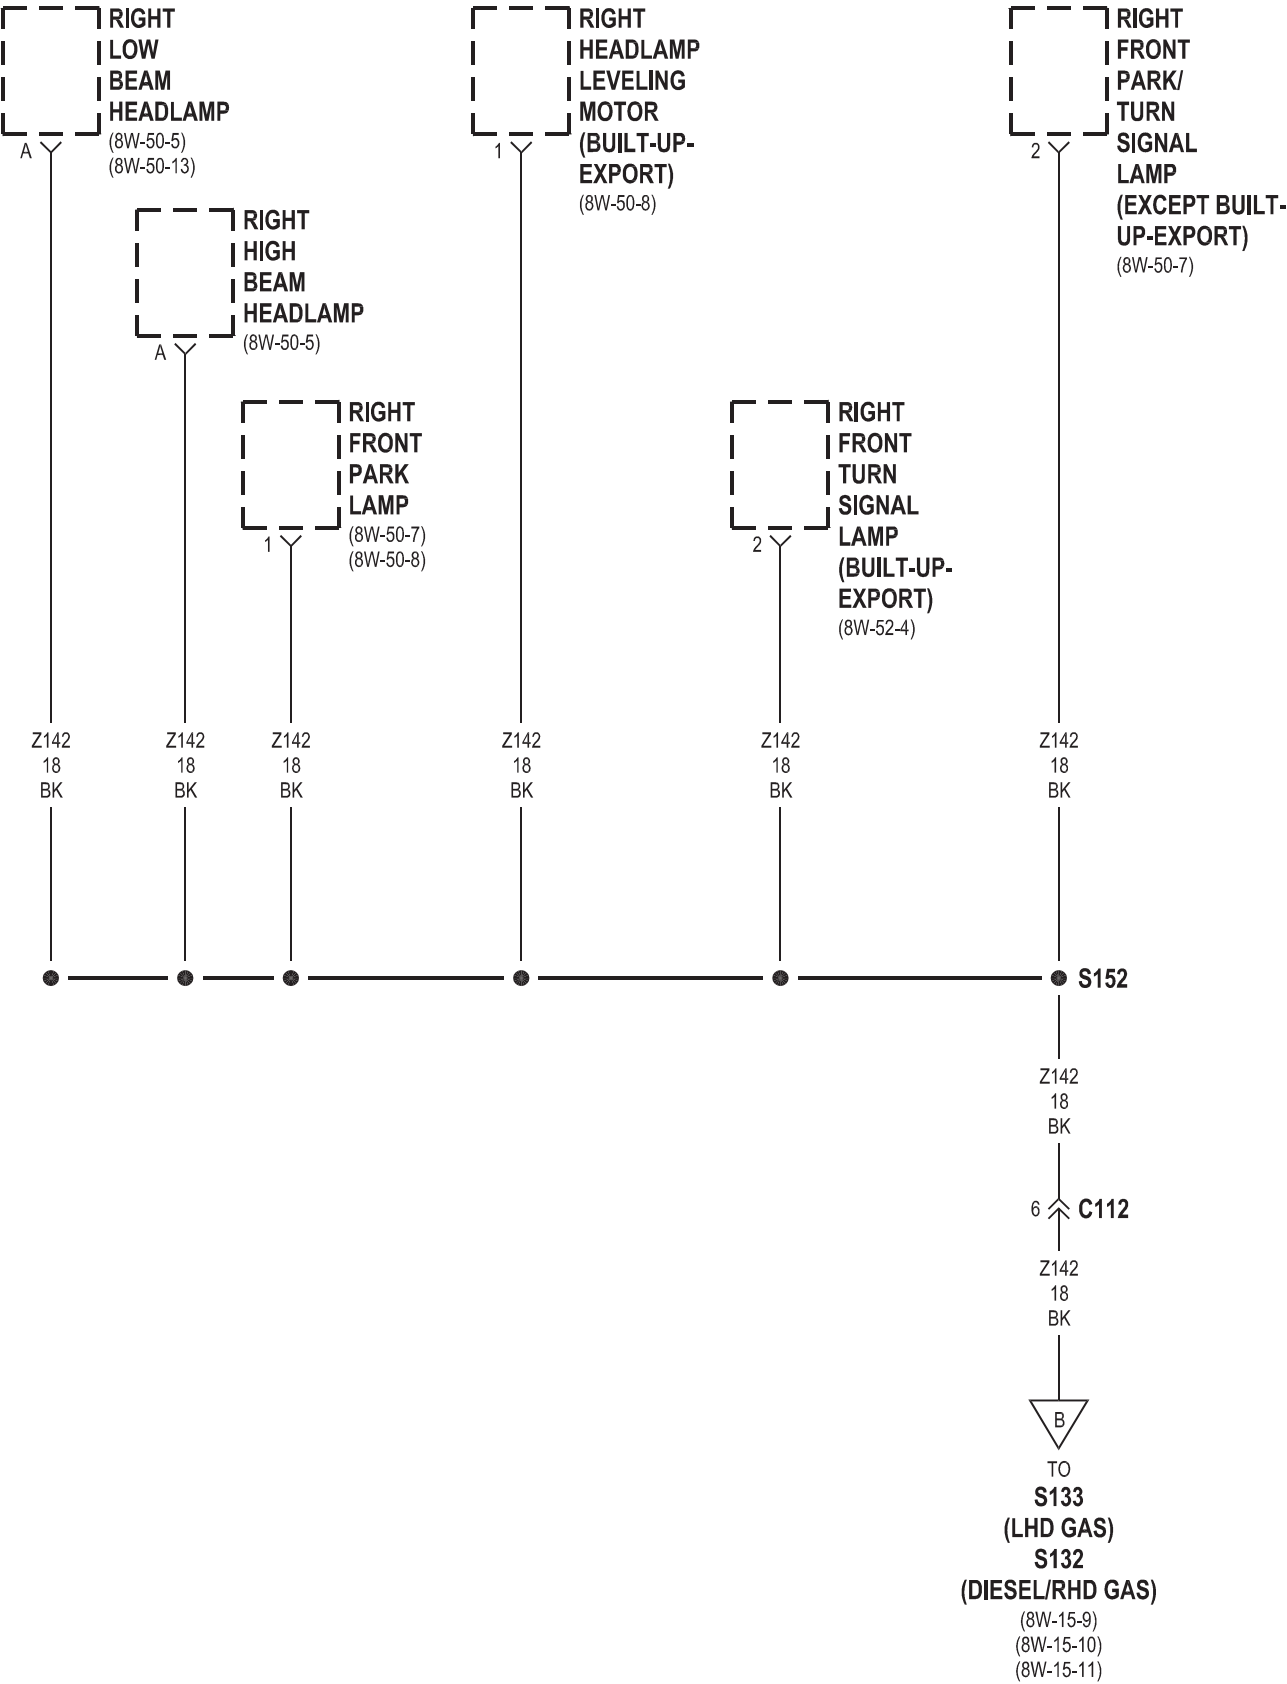 RIGHT
LOW
BEAM
HEADLAMP
(8W-50-5)
(8W-50-13)
A
RIGHT
HEADLAMP
LEVELING
MOTOR
(BUILT-UP-
EXPORT)
(8W-50-8)
1
RIGHT
FRONT
PARK/
TURN
SIGNAL
LAMP
(EXCEPT BUILT-
UP-EXPORT)
(8W-50-7)
2
RIGHT
HIGH
BEAM
HEADLAMP
(8W-50-5)
A
RIGHT
FRONT
PARK
LAMP
(8W-50-7)
(8W-50-8)
1
RIGHT
FRONT
TURN
SIGNAL
LAMP
(BUILT-UP-
EXPORT)
(8W-52-4)
2
Z142
18
BK
Z142
18
BK
Z142
18
BK
Z142
18
BK
Z142
18
BK
Z142
18
BK
S152
Z142
18
BK
6 C112
Z142
18
BK
B
TO
S133
(LHD GAS)
S132
(DIESEL/RHD GAS)
(8W-15-9)
(8W-15-10)
(8W-15-11)